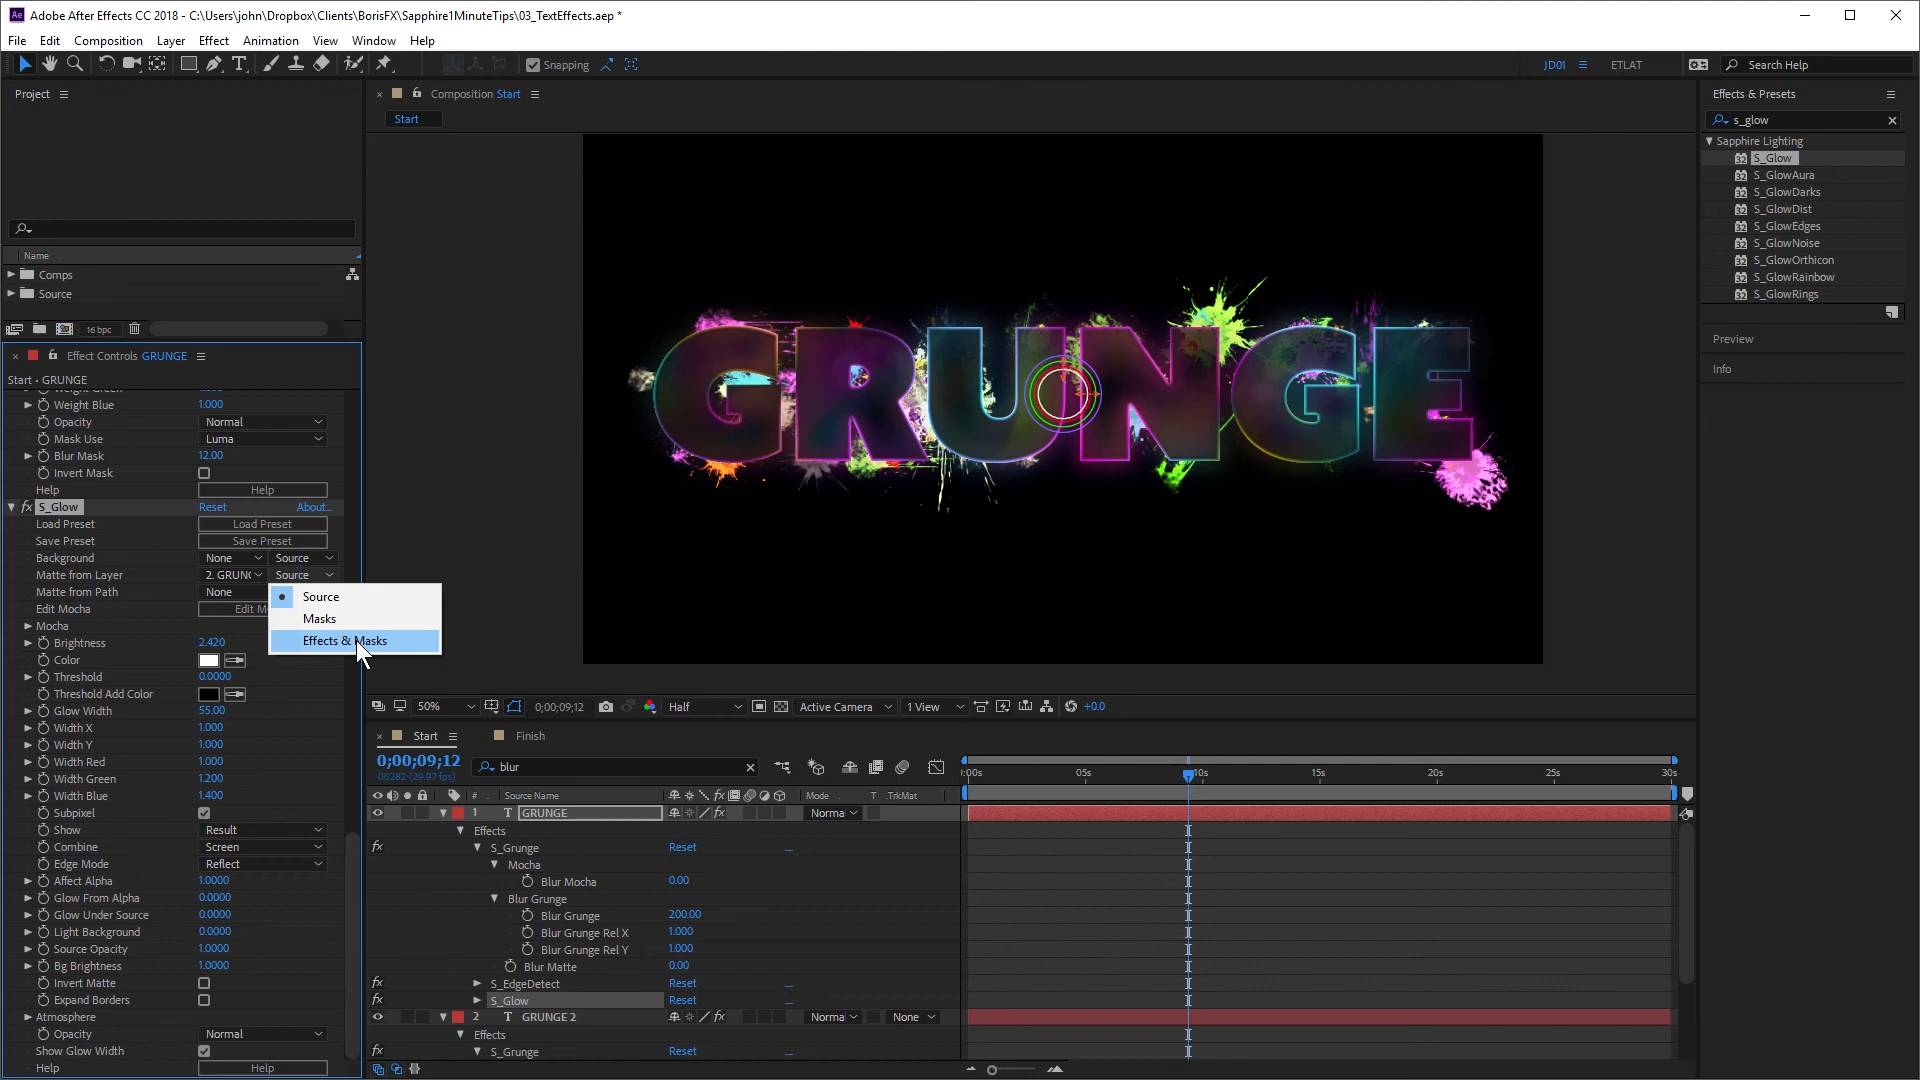 Adobe After Effects CC 2018 - C:\Users\john\Dropbox\Clients\BorisFX\Sapphire1MinuteTips\03_TextEffects.aep *
File Edit Composition Layer Effect Animation View Window Help
Snapping JD01 ETLAT Search Help
Project
Composition Start
Start
Effects & Presets
s_glow
Sapphire Lighting
S_Glow
S_GlowAura
S_GlowDarks
S_GlowDist
S_GlowEdges
S_GlowNoise
S_GlowOrthicon
S_GlowRainbow
S_GlowRings
Preview
Info
Name
Comps
Source
16 bpc
Effect Controls GRUNGE
Start • GRUNGE
Weight Blue 1.000
Opacity Normal
Mask Use Luma
Blur Mask 12.00
Invert Mask
Help Help
fx S_Glow Reset About...
Load Preset Load Preset
Save Preset Save Preset
Background None Source
Matte from Layer 2. GRUN Source
Matte from Path None
Edit Mocha
Mocha
Brightness 2.420
Color
Threshold 0.0000
Threshold Add Color
Glow Width 55.00
Width X 1.000
Width Y 1.000
Width Red 1.000
Width Green 1.200
Width Blue 1.400
Subpixel
Show Result
Combine Screen
Edge Mode Reflect
Affect Alpha 1.0000
Glow From Alpha 0.0000
Glow Under Source 0.0000
Light Background 0.0000
Source Opacity 1.0000
Bg Brightness 1.0000
Invert Matte
Expand Borders
Atmosphere
Opacity Normal
Show Glow Width
Help Help
Source
Masks
Effects & Masks
GRUNGE
50% 0;00;09;12 Half Active Camera 1 View +0.0
Start Finish
0;00;09;12
00282 (29.97 fps)
blur
:00s 05s 10s 15s 20s 25s 30s
# Source Name Mode T .TrkMat
1 T GRUNGE fx Norma
Effects
fx S_Grunge Reset
Mocha
Blur Mocha 0.00
Blur Grunge
Blur Grunge 200.00
Blur Grunge Rel X 1.000
Blur Grunge Rel Y 1.000
Blur Matte 0.00
fx S_EdgeDetect Reset
fx S_Glow Reset
2 T GRUNGE 2 fx Norma None
Effects
fx S_Grunge Reset